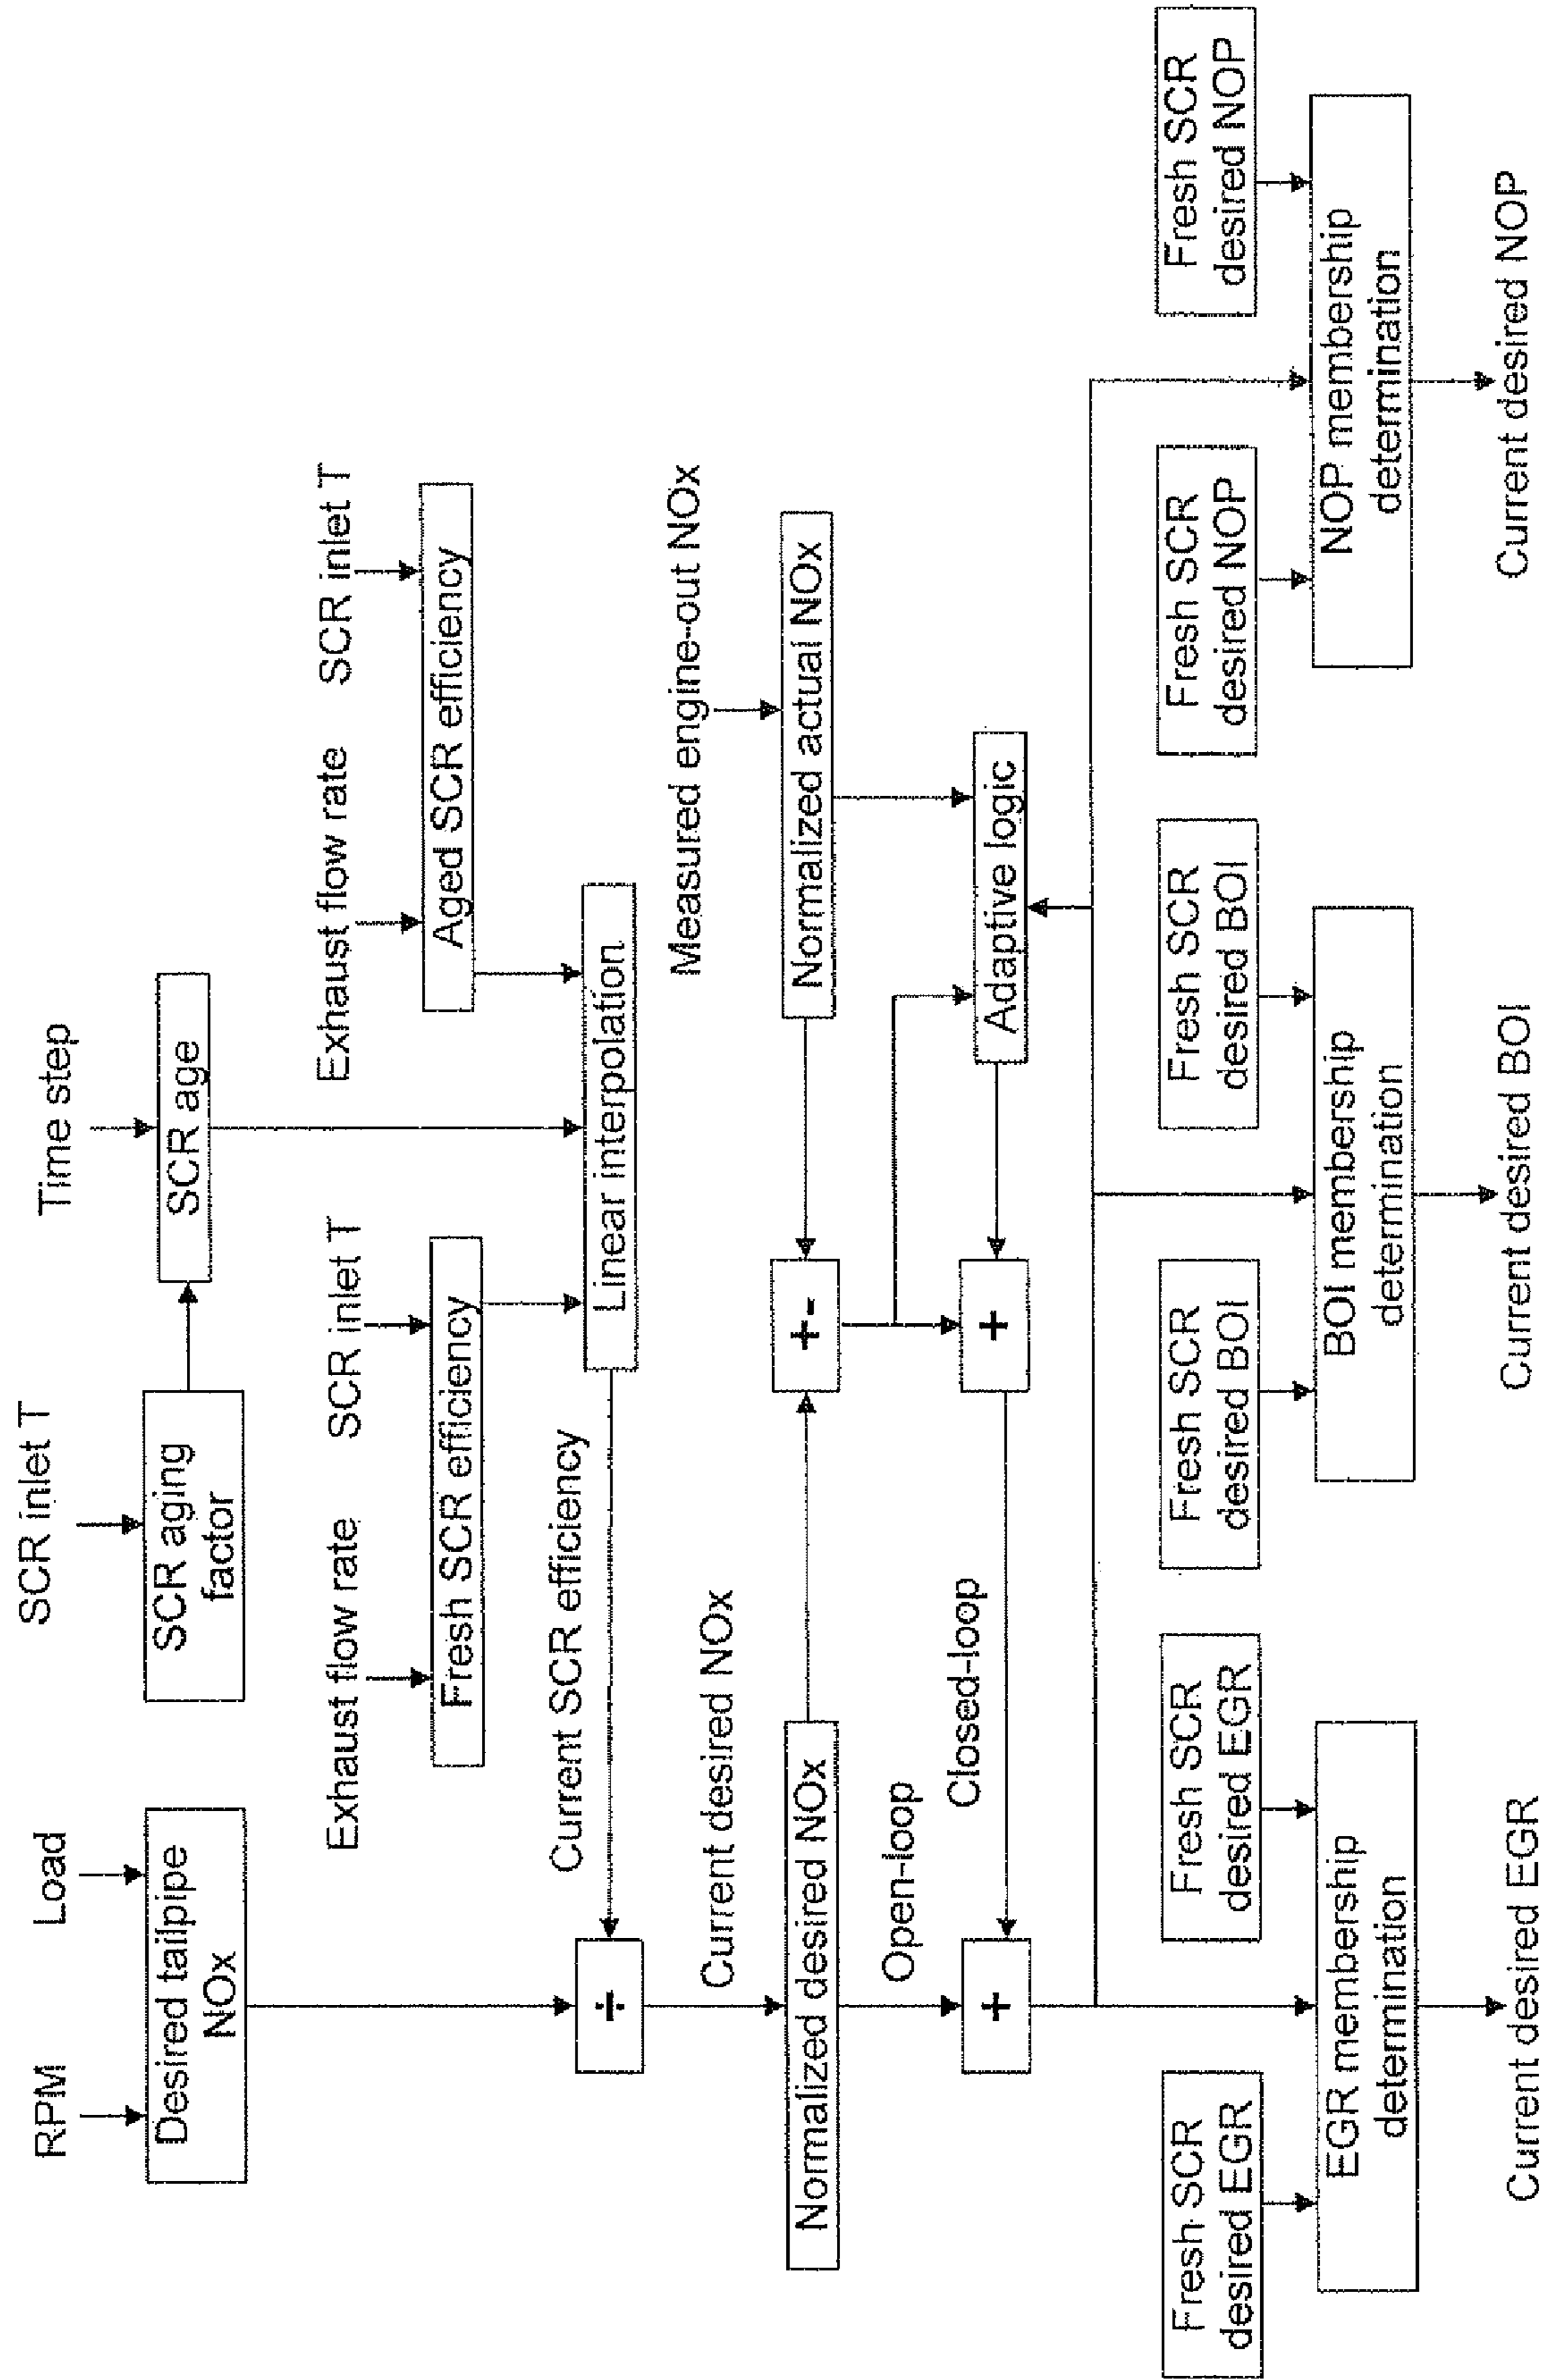 RPM
Load
SCR inlet T
Time step
Desired tailpipe
NOx
SCR aging
factor
SCR age
Exhaust flow rate
SCR inlet T
Exhaust flow rate
SCR inlet T
Fresh SCR efficiency
Aged SCR efficiency
Current SCR efficiency
Linear interpolation
÷
Current desired NOx
Measured engine-out NOx
Normalized desired NOx
+-
Normalized actual NOx
Open-loop
Closed-loop
+
+
Adaptive logic
Fresh SCR
desired EGR
Fresh SCR
desired EGR
Fresh SCR
desired BOI
Fresh SCR
desired BOI
Fresh SCR
desired NOP
Fresh SCR
desired NOP
EGR membership
determination
BOI membership
determination
NOP membership
determination
Current desired EGR
Current desired BOI
Current desired NOP